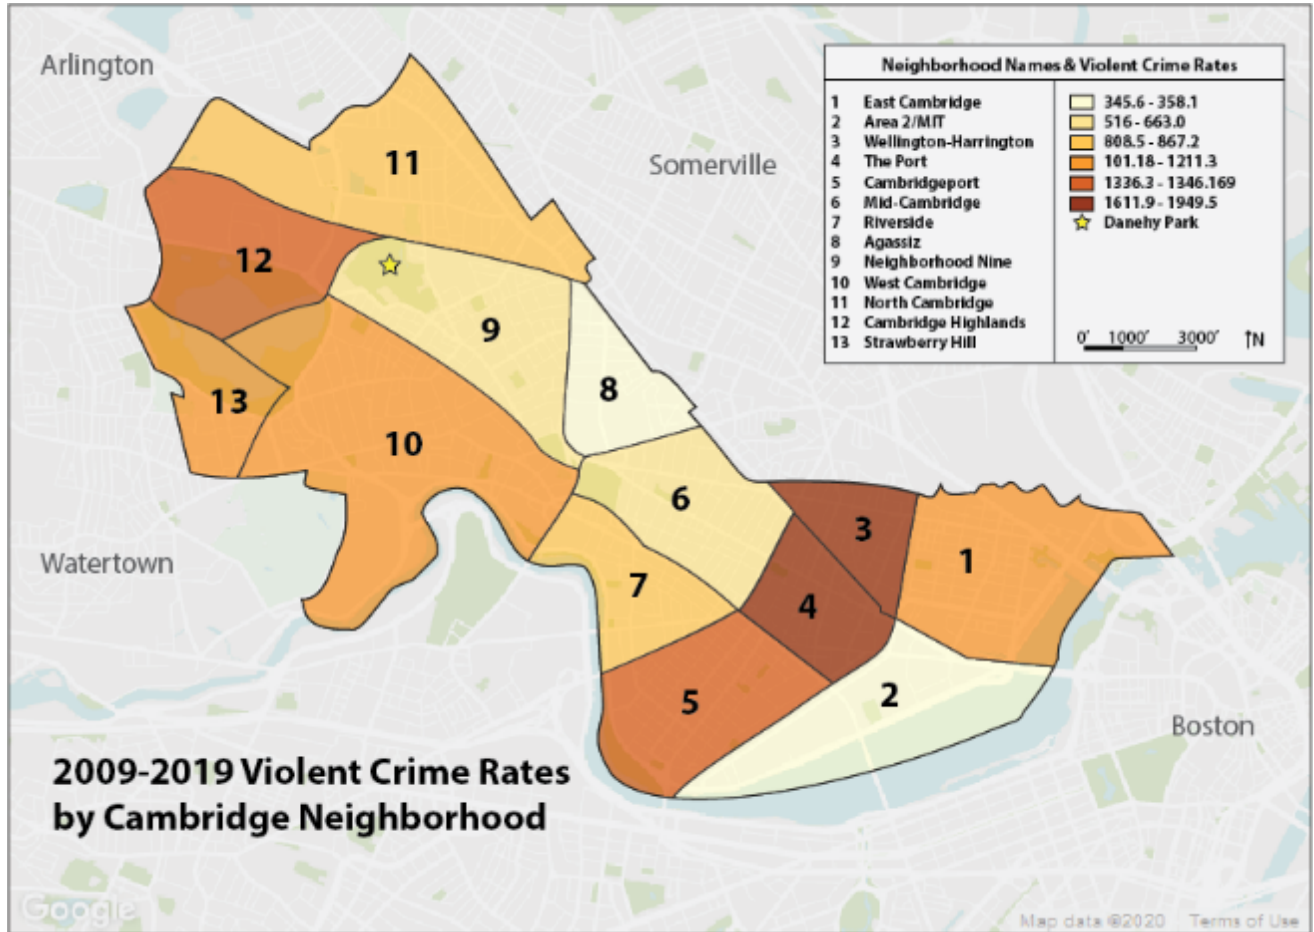 Arlington
Somerville
Watertown
Boston
11
12
9
8
13
10
6
3
1
7
4
5
2
Neighborhood Names & Violent Crime Rates
1 East Cambridge
2 Area 2/MIT
3 Wellington-Harrington
4 The Port
5 Cambridgeport
6 Mid-Cambridge
7 Riverside
8 Agassiz
9 Neighborhood Nine
10 West Cambridge
11 North Cambridge
12 Cambridge Highlands
13 Strawberry Hill
345.6 - 358.1
516 - 663.0
808.5 - 867.2
101.18 - 1211.3
1336.3 - 1346.169
1611.9 - 1949.5
Danehy Park
0' 1000' 3000' ↑N
2009-2019 Violent Crime Rates
by Cambridge Neighborhood
Google
Map data ©2020 Terms of Use